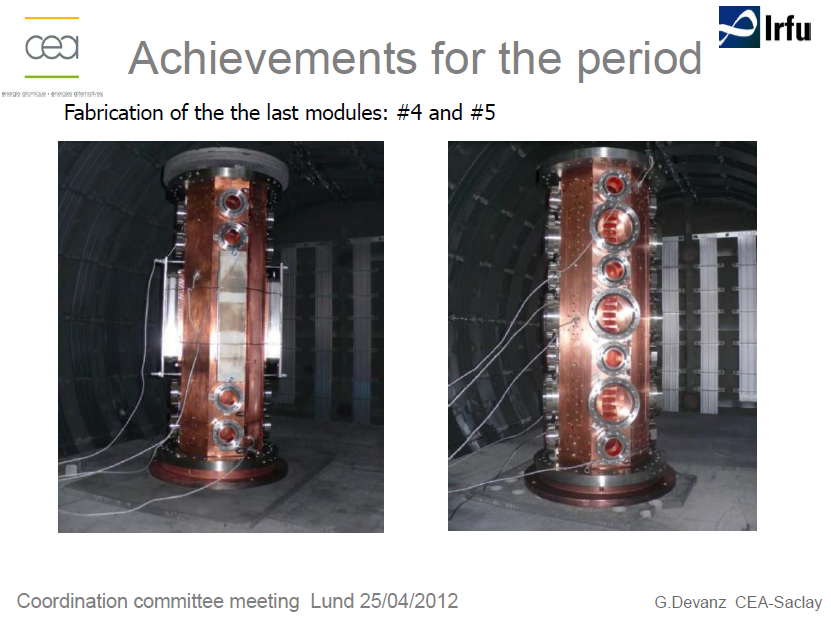 cea
énergie atomique • énergies alternatives
Irfu
Achievements for the period
Fabrication of the the last modules: #4 and #5
Coordination committee meeting Lund 25/04/2012
G.Devanz CEA-Saclay